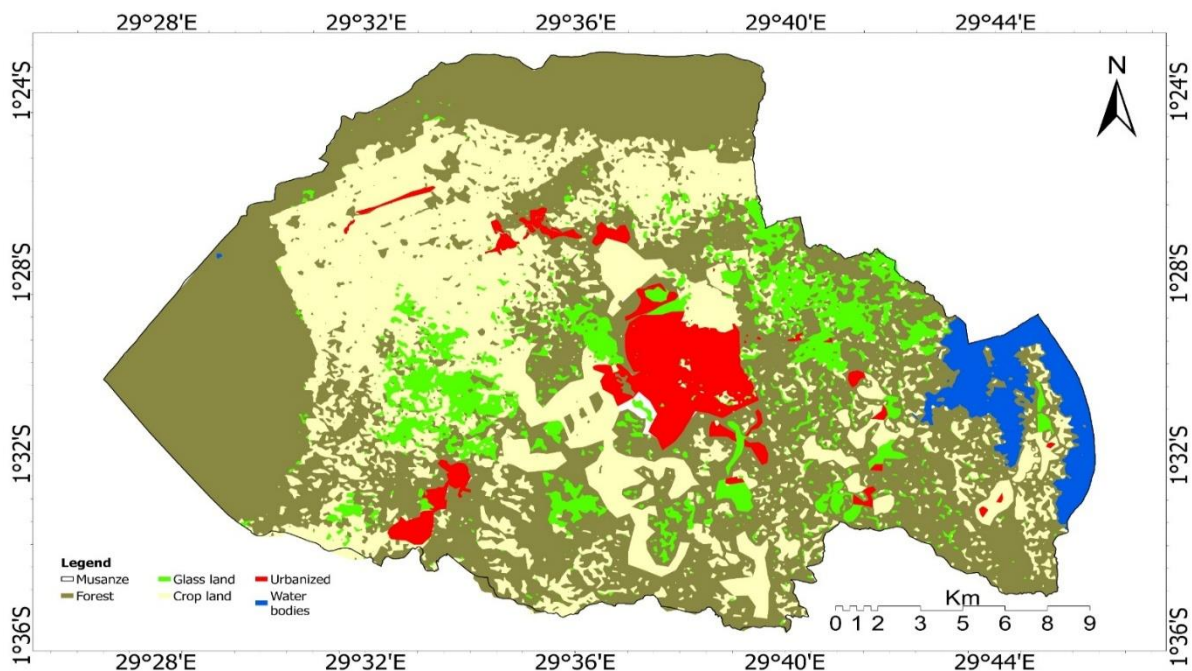 29°28'E 29°32'E 29°36'E 29°40'E 29°44'E
1°24'S 1°24'S
N
1°28'S 1°28'S
1°32'S 1°32'S
Legend
Musanze Glass land Urbanized
Forest Crop land Water
bodies
Km
0 1 2 3 5 6 8 9
1°36'S 1°36'S
29°28'E 29°32'E 29°36'E 29°40'E 29°44'E